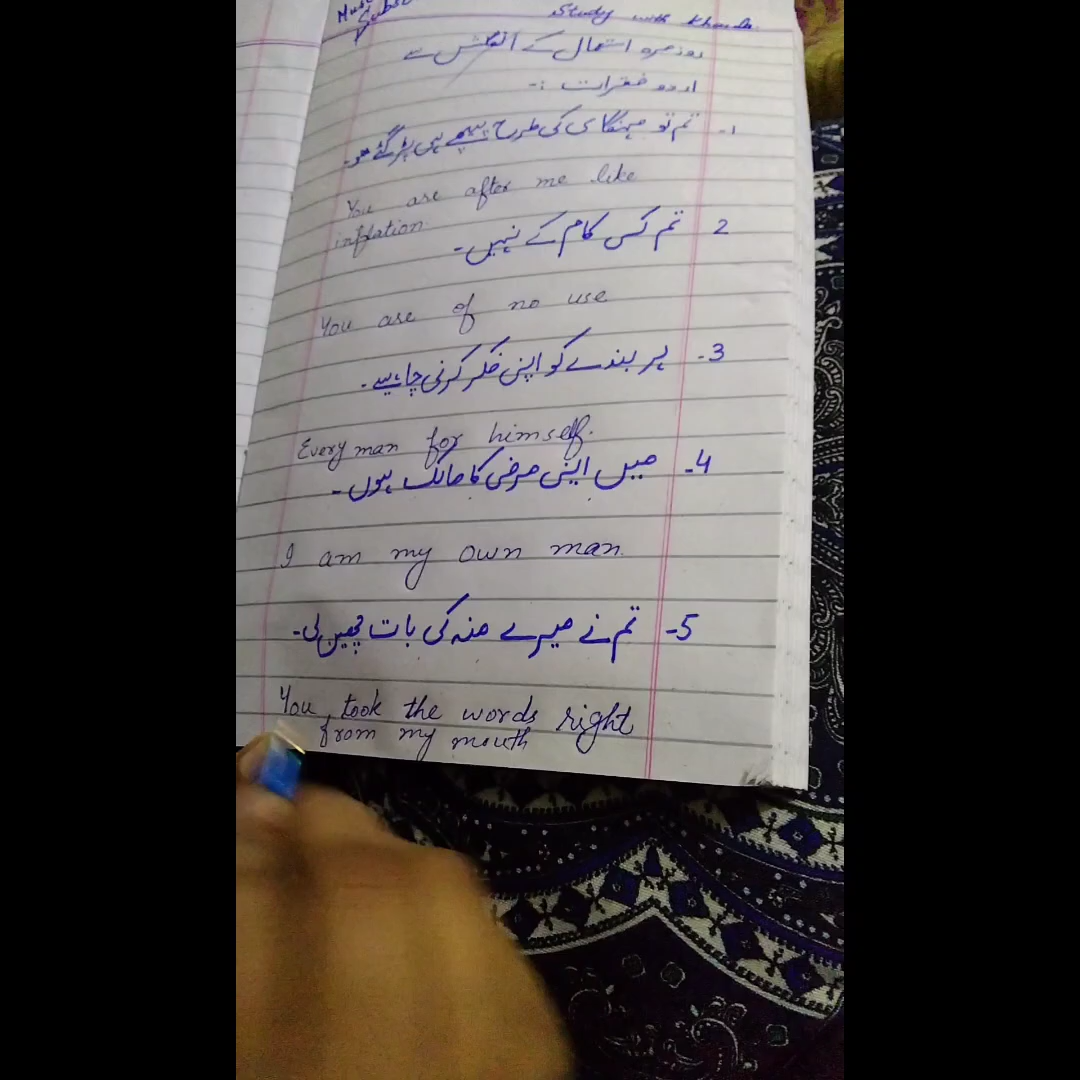 Study with
روزمرہ استعمال کے انگلش سے
اردو فقرات :-
1- تم تو مہنگائی کی طرح پیچھے ہی پڑ گئے ہو۔
You are after me like
inflation.
2 تم کس کام کے نہیں۔
You are of no use
3- ہر بندے کو اپنی فکر کرنی چاہیے۔
Every man for himself.
4- میں اپنی مرضی کا مالک ہوں۔
I am my own man.
5- تم نے میرے منہ کی بات چھین لی۔
You took the words right
from my mouth